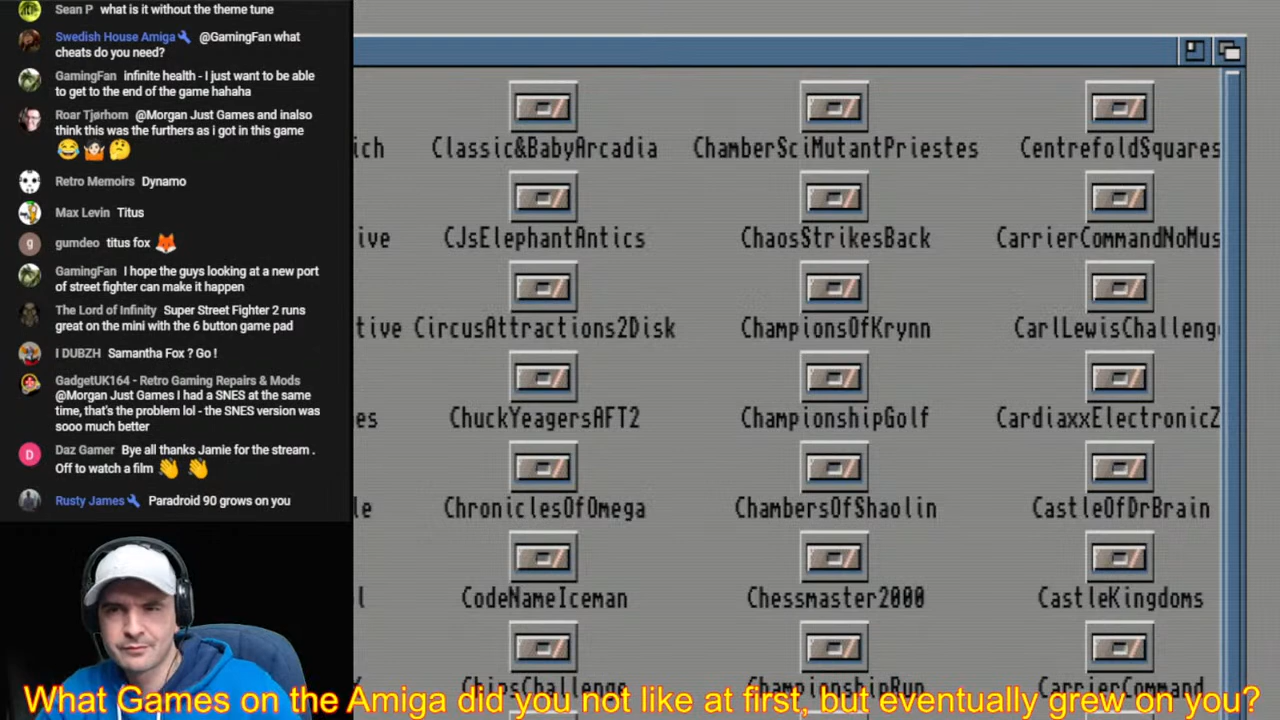 Sean P what is it without the theme tune
Swedish House Amiga @GamingFan what
cheats do you need?
GamingFan infinite health - I just want to be able
to get to the end of the game hahaha
Roar Tjørhom @Morgan Just Games and inalso
think this was the furthers as i got in this game
😂 🤷🏻 🤔
Retro Memoirs Dynamo
Max Levin Titus
g
gumdeo titus fox 🦊
GamingFan I hope the guys looking at a new port
of street fighter can make it happen
The Lord of Infinity Super Street Fighter 2 runs
great on the mini with the 6 button game pad
I DUBZH Samantha Fox ? Go !
GadgetUK164 - Retro Gaming Repairs & Mods
@Morgan Just Games I had a SNES at the same
time, that's the problem lol - the SNES version was
sooo much better
D
Daz Gamer Bye all thanks Jamie for the stream .
Off to watch a film 👋 👋
Rusty James Paradroid 90 grows on you
ich Classic&BabyArcadia ChamberSciMutantPriestes CentrefoldSquares
ive CJsElephantAntics ChaosStrikesBack CarrierCommandNoMus
tive CircusAttractions2Disk ChampionsOfKrynn CarlLewisChalleng
es ChuckYeagersAFT2 ChampionshipGolf CardiaxxElectronicZ
le ChroniclesOfOmega ChambersOfShaolin CastleOfDrBrain
l CodeNameIceman Chessmaster2000 CastleKingdoms
ChipsChallenge ChampionshipRun CarrierCommand
What Games on the Amiga did you not like at first, but eventually grew on you?